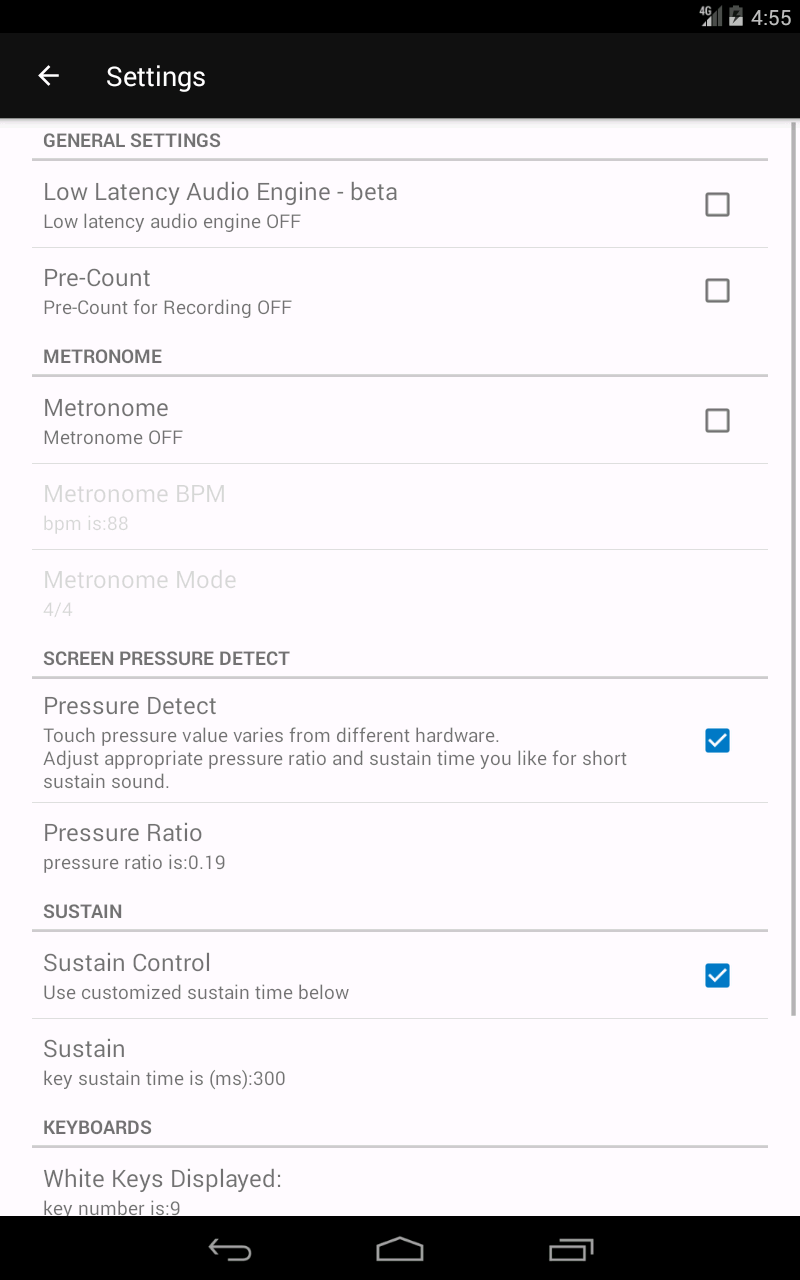 4G 4:55
Settings
GENERAL SETTINGS
Low Latency Audio Engine - beta
Low latency audio engine OFF
Pre-Count
Pre-Count for Recording OFF
METRONOME
Metronome
Metronome OFF
Metronome BPM
bpm is:88
Metronome Mode
4/4
SCREEN PRESSURE DETECT
Pressure Detect
Touch pressure value varies from different hardware.
Adjust appropriate pressure ratio and sustain time you like for short
sustain sound.
Pressure Ratio
pressure ratio is:0.19
SUSTAIN
Sustain Control
Use customized sustain time below
Sustain
key sustain time is (ms):300
KEYBOARDS
White Keys Displayed:
key number is:9